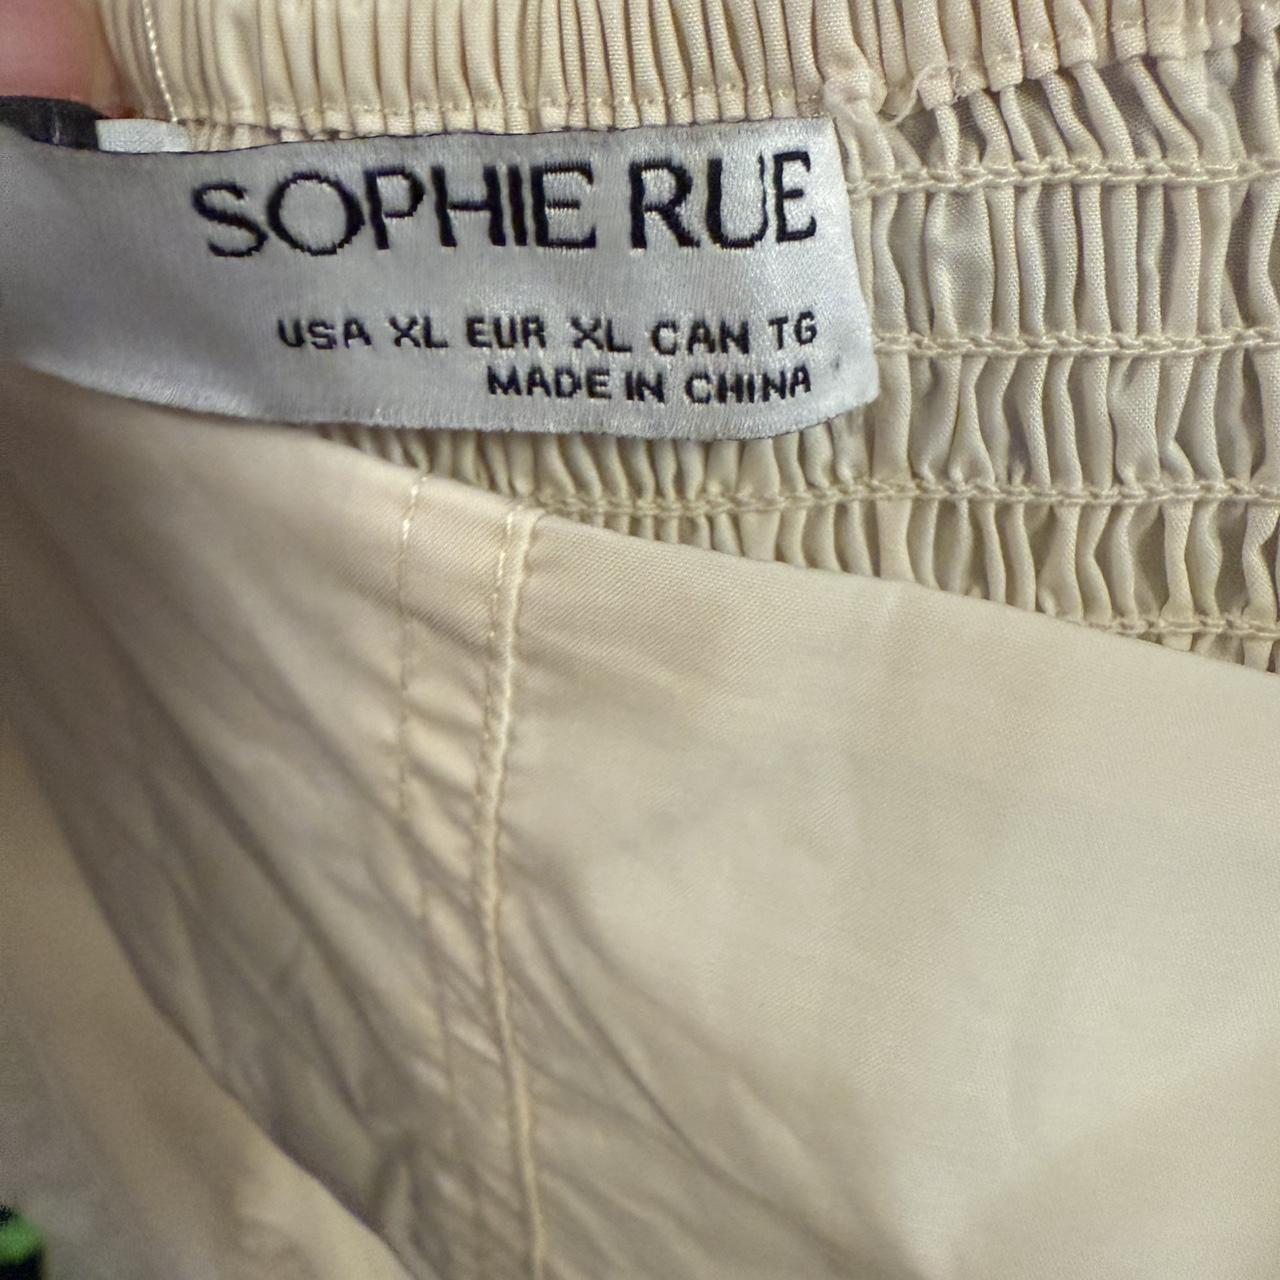 SOPHIE RUE
USA XL EUR XL CAN TG
MADE IN CHINA